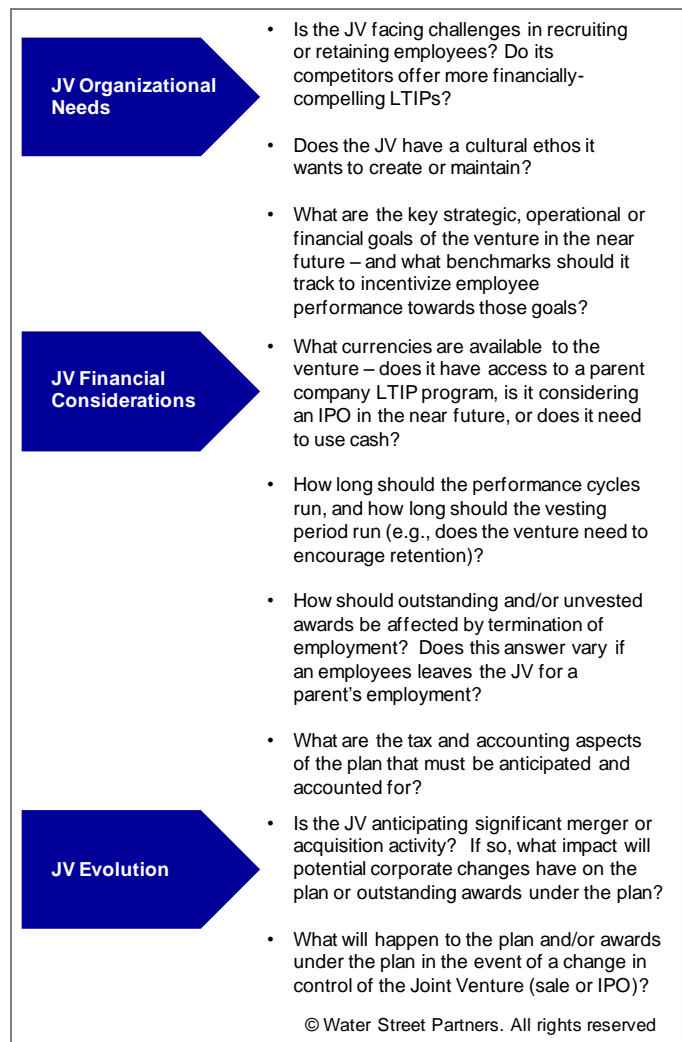 JV Organizational
Needs
• Is the JV facing challenges in recruiting
or retaining employees? Do its
competitors offer more financially-
compelling LTIPs?
• Does the JV have a cultural ethos it
wants to create or maintain?
• What are the key strategic, operational or
financial goals of the venture in the near
future – and what benchmarks should it
track to incentivize employee
performance towards those goals?
JV Financial
Considerations
• What currencies are available to the
venture – does it have access to a parent
company LTIP program, is it considering
an IPO in the near future, or does it need
to use cash?
• How long should the performance cycles
run, and how long should the vesting
period run (e.g., does the venture need to
encourage retention)?
• How should outstanding and/or unvested
awards be affected by termination of
employment? Does this answer vary if
an employees leaves the JV for a
parent's employment?
• What are the tax and accounting aspects
of the plan that must be anticipated and
accounted for?
JV Evolution
• Is the JV anticipating significant merger or
acquisition activity? If so, what impact will
potential corporate changes have on the
plan or outstanding awards under the plan?
• What will happen to the plan and/or awards
under the plan in the event of a change in
control of the Joint Venture (sale or IPO)?
© Water Street Partners. All rights reserved